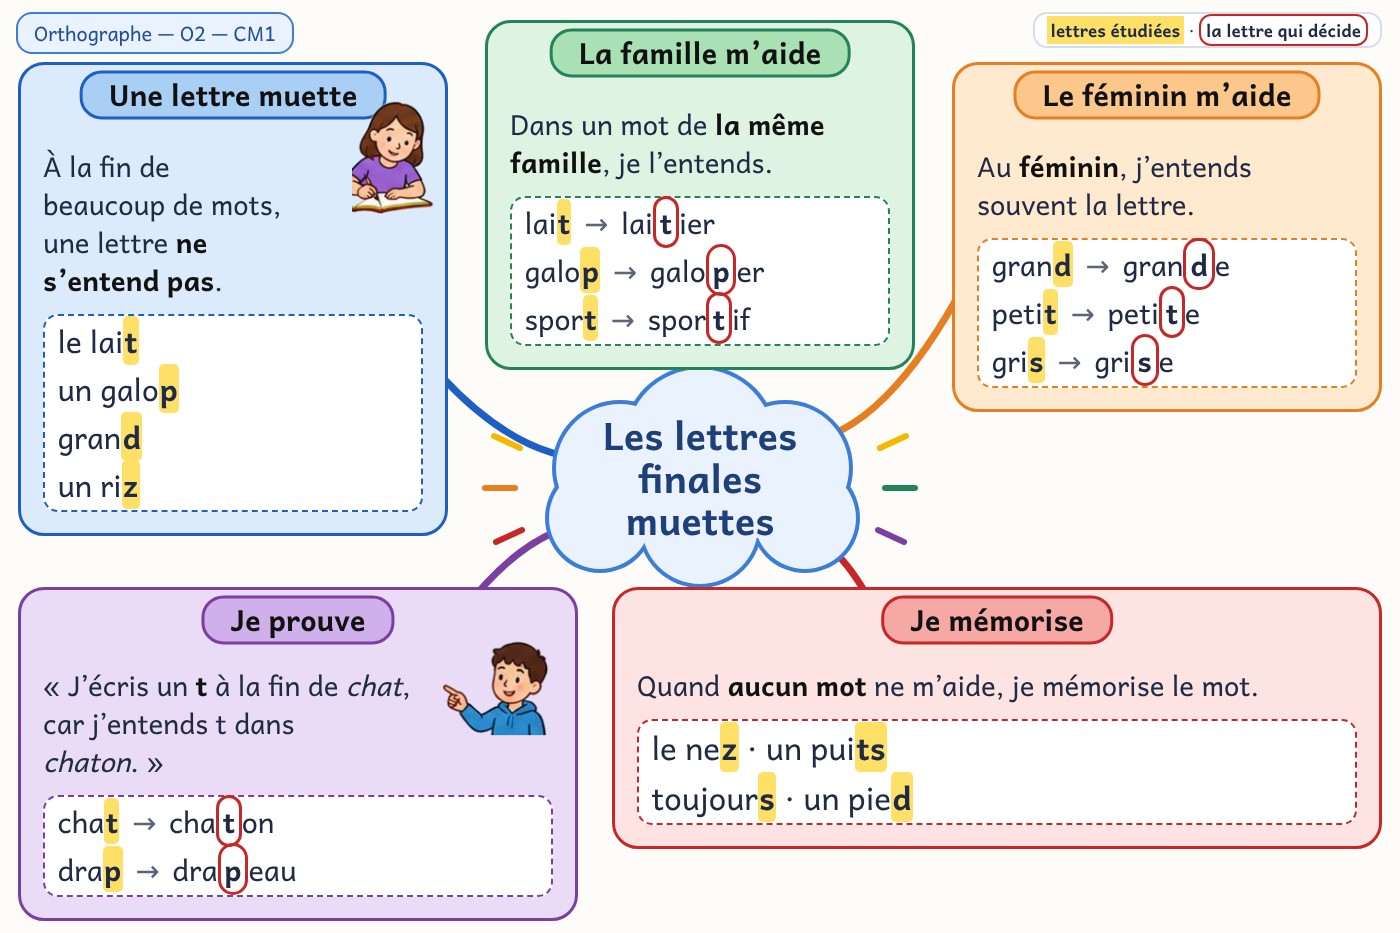 Orthographe — O2 — CM1
lettres étudiées · la lettre qui décide
Une lettre muette
À la fin de
beaucoup de mots,
une lettre ne
s’entend pas.
le lait
un galop
grand
un riz
La famille m’aide
Dans un mot de la même
famille, je l’entends.
lait → laitier
galop → galoper
sport → sportif
Le féminin m’aide
Au féminin, j’entends
souvent la lettre.
grand → grande
petit → petite
gris → grise
Les lettres
finales
muettes
Je prouve
« J’écris un t à la fin de chat,
car j’entends t dans
chaton. »
chat → chaton
drap → drapeau
Je mémorise
Quand aucun mot ne m’aide, je mémorise le mot.
le nez · un puits
toujours · un pied